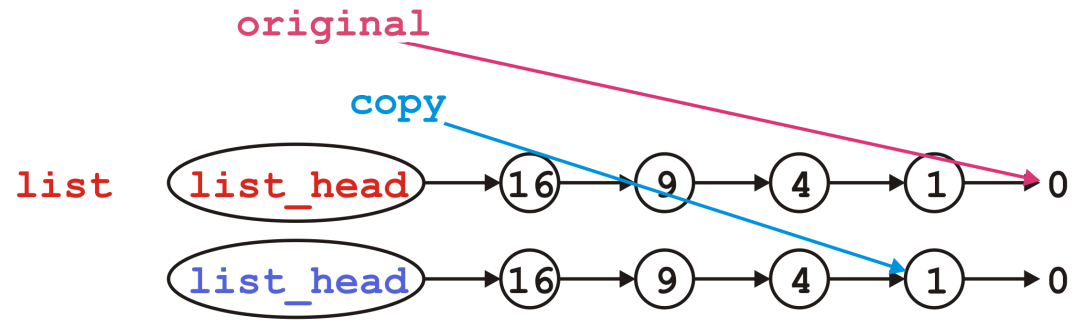 original
copy
list list_head 16 9 4 1 0
list_head 16 9 4 1 0